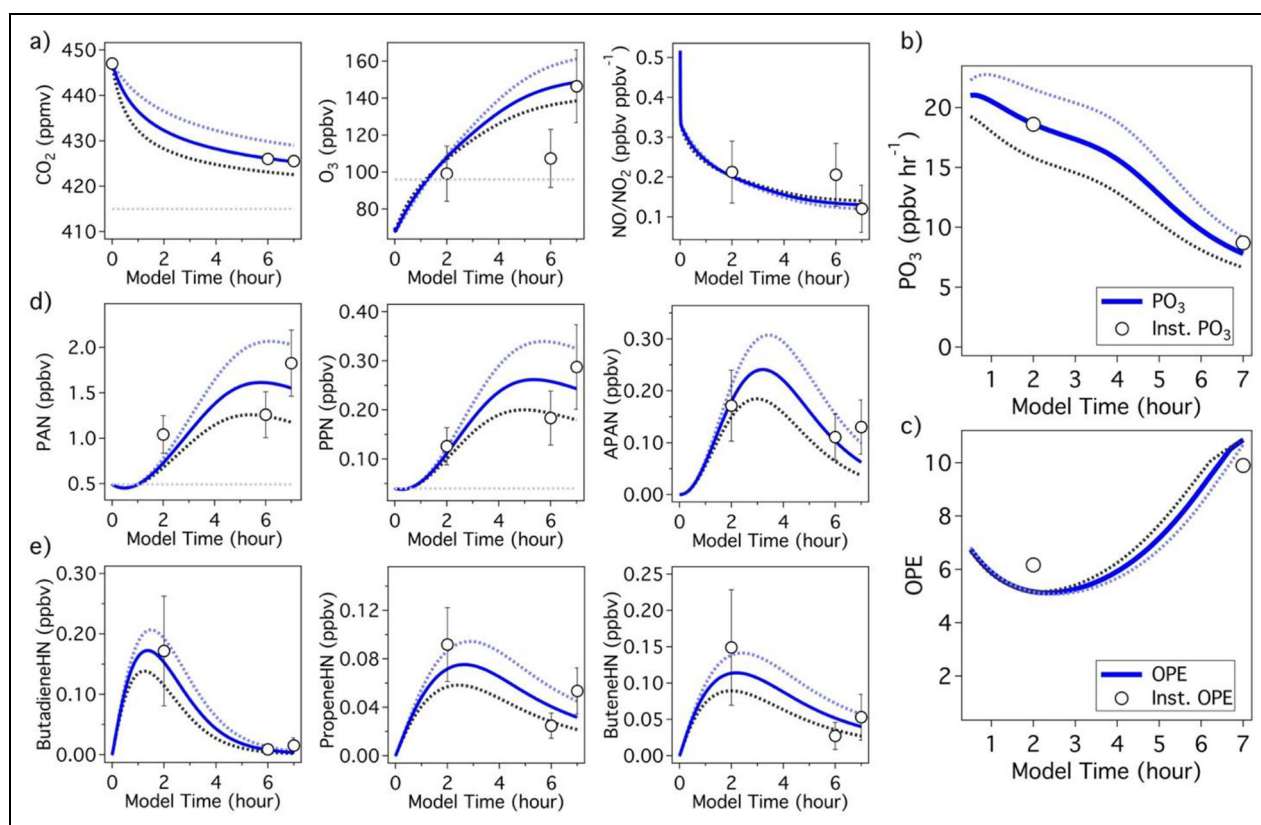 a)
CO2 (ppmv)
450
440
430
420
410
0 2 4 6
Model Time (hour)
O3 (ppbv)
160
140
120
100
80
0 2 4 6
Model Time (hour)
NO/NO2 (ppbv ppbv-1)
0.5
0.4
0.3
0.2
0.1
0 2 4 6
Model Time (hour)
b)
PO3 (ppbv hr-1)
20
15
10
5
0
PO3
Inst. PO3
1 2 3 4 5 6 7
Model Time (hour)
d)
PAN (ppbv)
2.0
1.5
1.0
0.5
0 2 4 6
Model Time (hour)
PPN (ppbv)
0.40
0.30
0.20
0.10
0 2 4 6
Model Time (hour)
APAN (ppbv)
0.30
0.20
0.10
0.00
0 2 4 6
Model Time (hour)
c)
OPE
10
8
6
4
2
OPE
Inst. OPE
1 2 3 4 5 6 7
Model Time (hour)
e)
ButadieneHN (ppbv)
0.30
0.20
0.10
0.00
0 2 4 6
Model Time (hour)
PropeneHN (ppbv)
0.12
0.08
0.04
0.00
0 2 4 6
Model Time (hour)
ButeneHN (ppbv)
0.25
0.20
0.15
0.10
0.05
0.00
0 2 4 6
Model Time (hour)